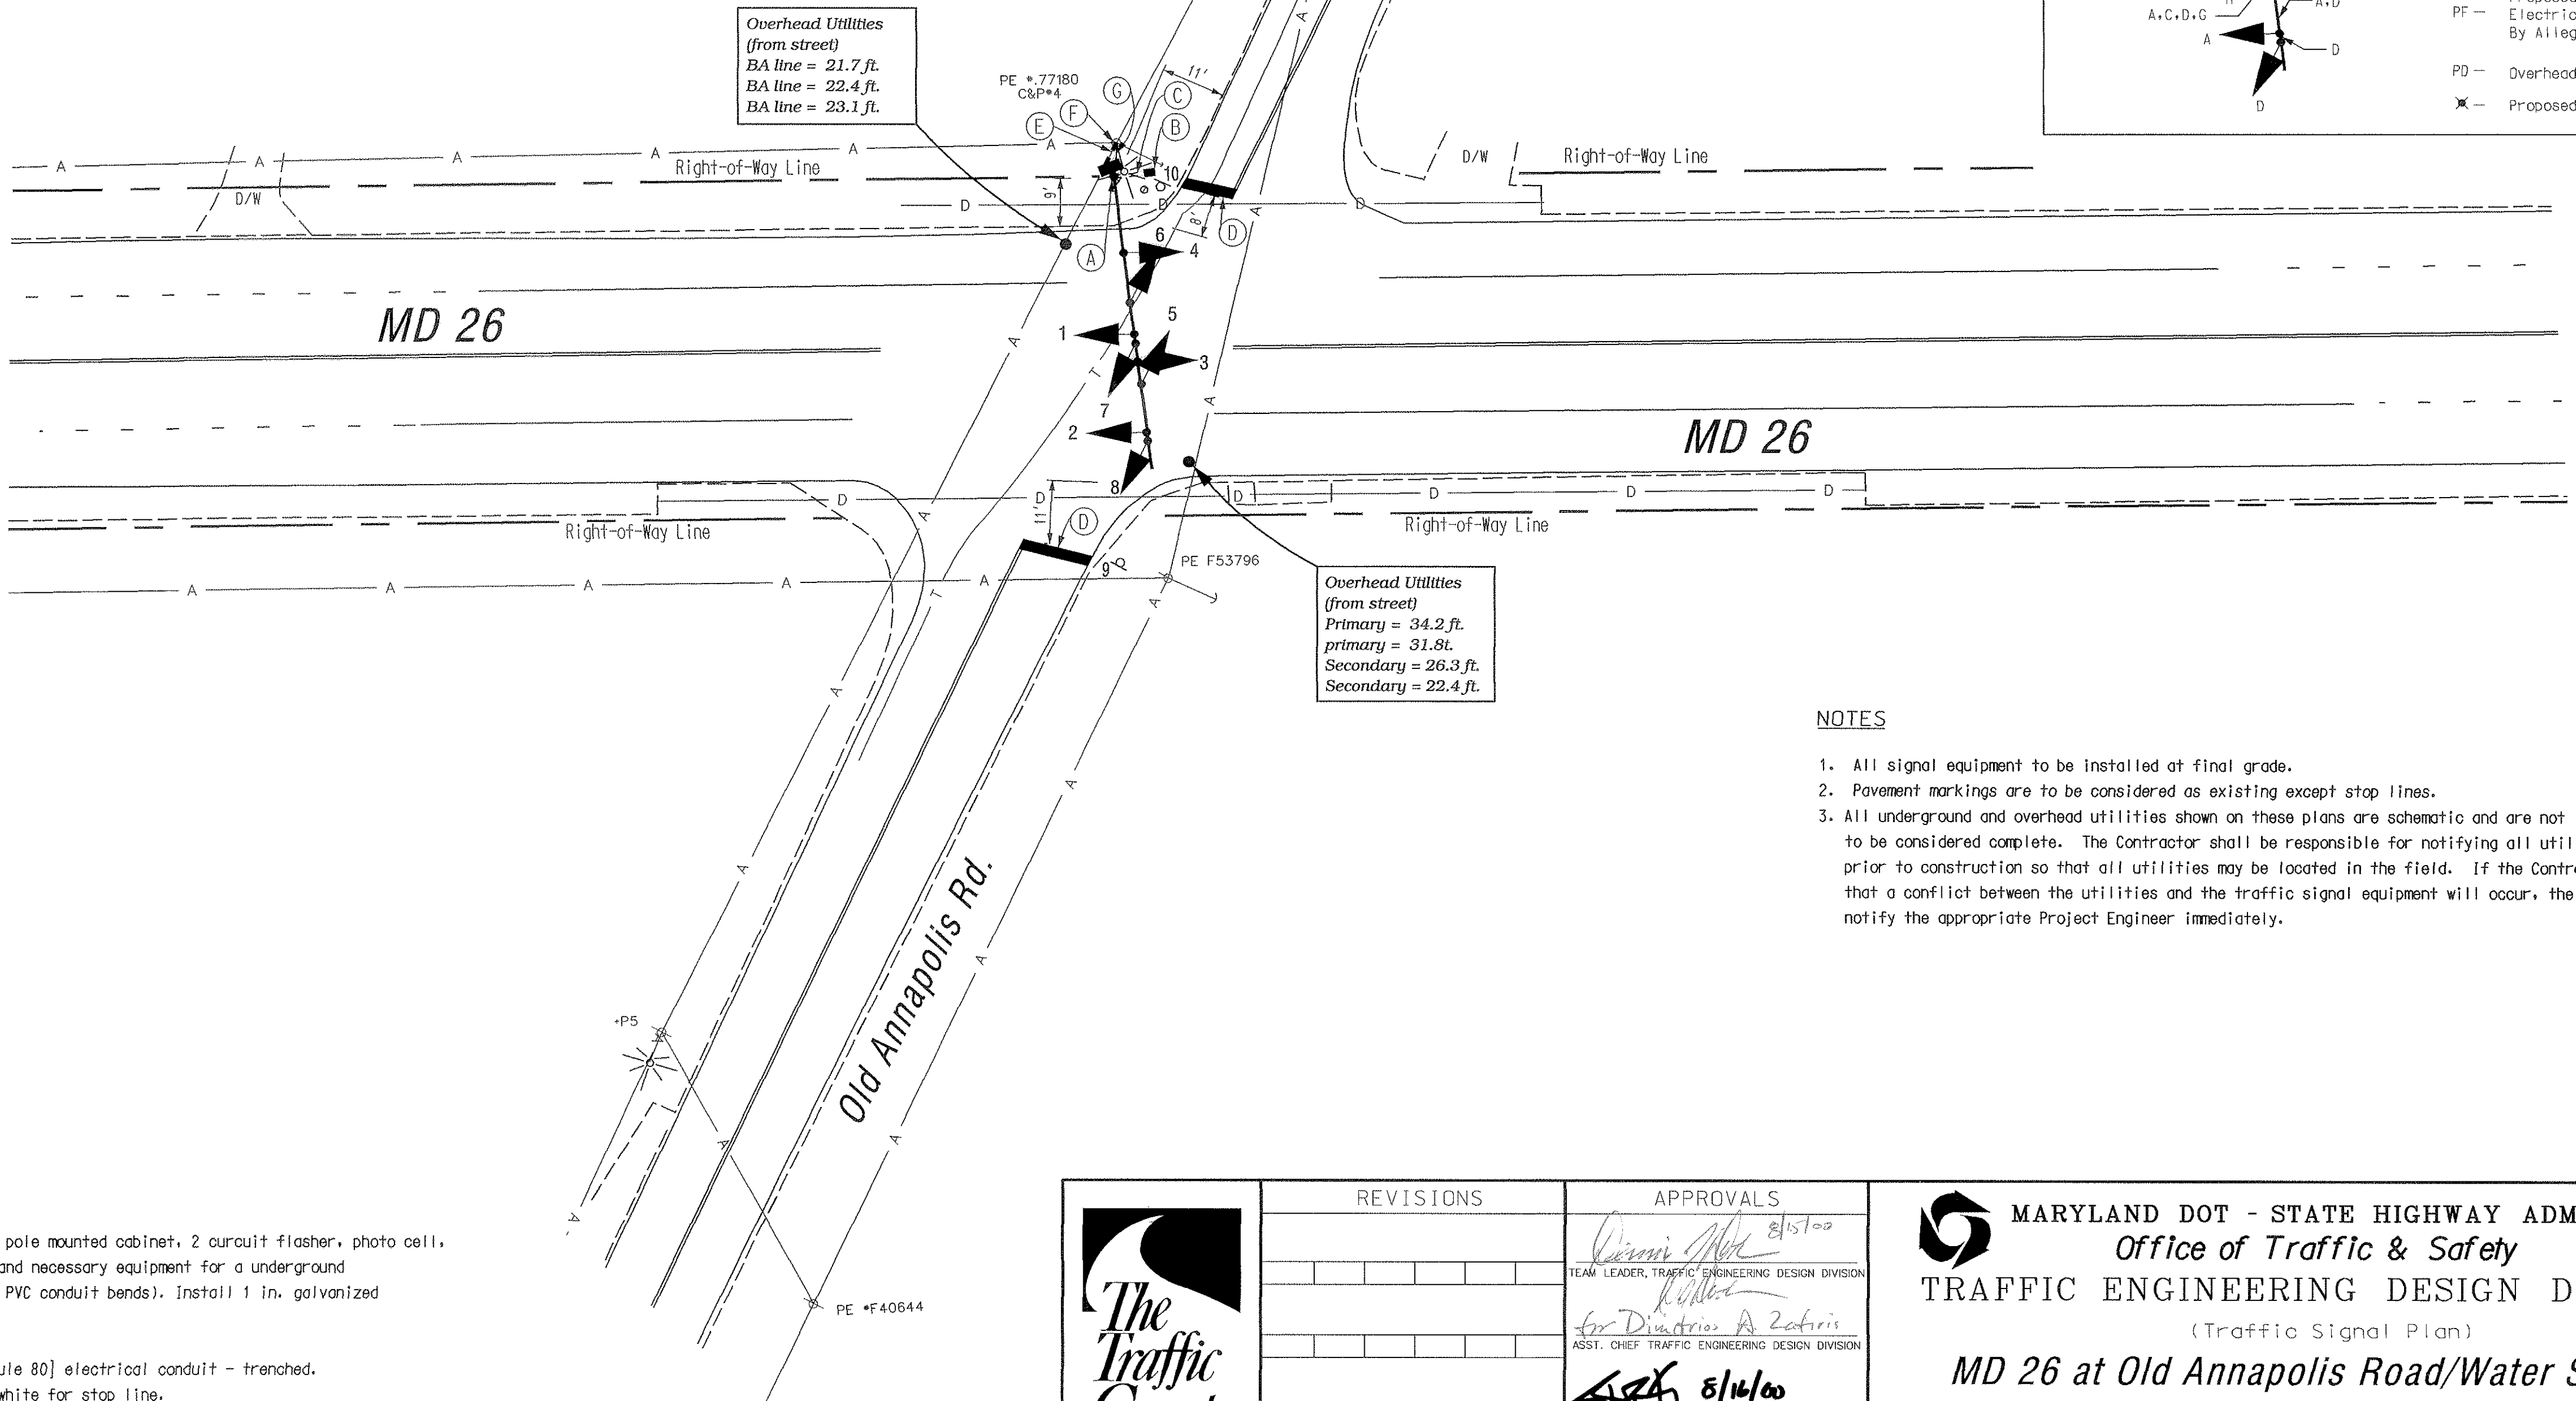 Overhead Utilities
(from street)
BA line = 21.7 ft.
BA line = 22.4 ft.
BA line = 23.1 ft.
PE *.77180
C&P*4
11'
G
C
F
E
B
10
9'
8'
D
A
A,C,D,G
A,D
A
D
D
PF - Electric
By Alleg
PD - Overhead
Proposed
A
A
A
A
A
A
A
A
Right-of-Way Line
D/W
D
D
D
D/W
Right-of-Way Line
MD 26
6
4
1
5
3
7
2
8
A
T
A
MD 26
D
D
D
D
D
D
11'
D
Right-of-Way Line
Right-of-Way Line
9
PE F53796
A
A
A
A
A
A
T
A
Overhead Utilities
(from street)
Primary = 34.2 ft.
primary = 31.8t.
Secondary = 26.3 ft.
Secondary = 22.4 ft.
A
A
A
A
A
A
A
Old Annapolis Rd.
+P5
PE *F40644
NOTES
1. All signal equipment to be installed at final grade.
2. Pavement markings are to be considered as existing except stop lines.
3. All underground and overhead utilities shown on these plans are schematic and are not
to be considered complete. The Contractor shall be responsible for notifying all util
prior to construction so that all utilities may be located in the field. If the Contr
that a conflict between the utilities and the traffic signal equipment will occur, the
notify the appropriate Project Engineer immediately.
pole mounted cabinet, 2 curcuit flasher, photo cell,
and necessary equipment for a underground
PVC conduit bends). Install 1 in. galvanized
ule 80] electrical conduit - trenched.
white for stop line.
The
Traffic
REVISIONS
APPROVALS
8/15/00
TEAM LEADER, TRAFFIC ENGINEERING DESIGN DIVISION
for Dimitrios A Zafiris
ASST. CHIEF TRAFFIC ENGINEERING DESIGN DIVISION
8/16/00
MARYLAND DOT - STATE HIGHWAY ADM
Office of Traffic & Safety
TRAFFIC ENGINEERING DESIGN D
(Traffic Signal Plan)
MD 26 at Old Annapolis Road/Water S